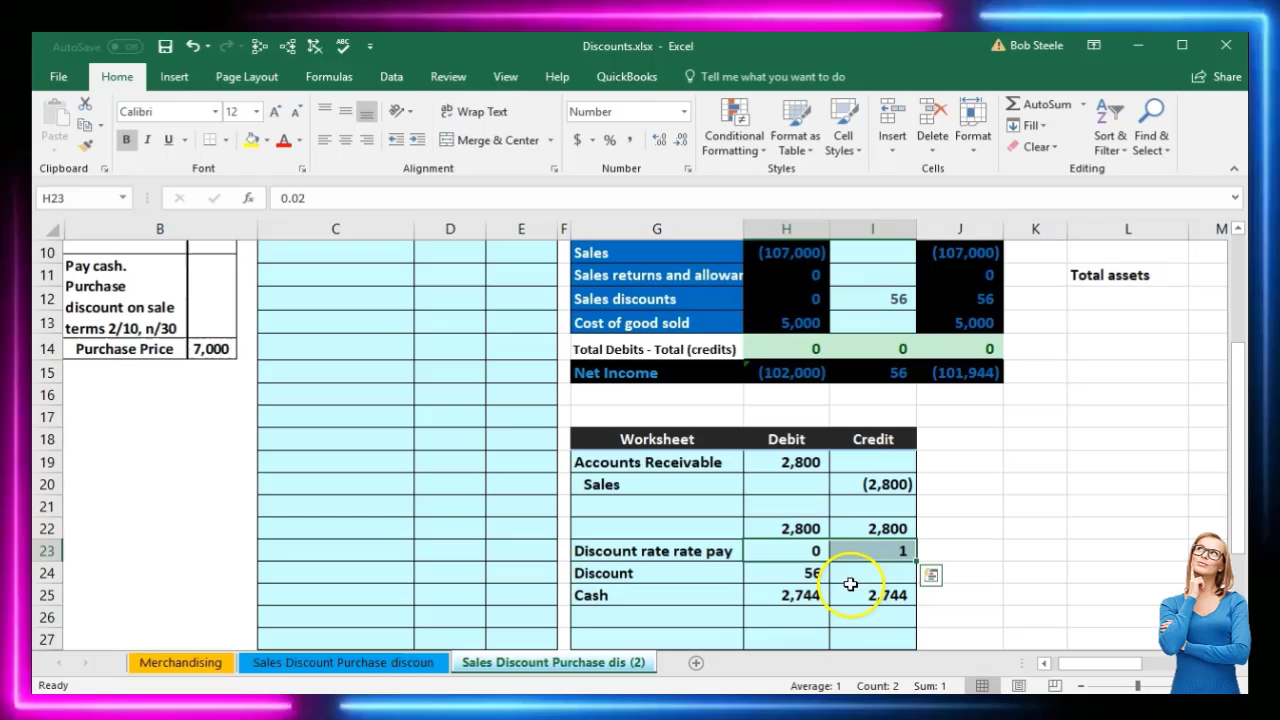 AutoSave Off
Discounts.xlsx - Excel
Bob Steele
File Home Insert Page Layout Formulas Data Review View Help QuickBooks Tell me what you want to do Share
Paste
Calibri 12
Wrap Text
Number
AutoSum
B I U
Merge & Center
$ % ,
Conditional Formatting
Format as Table
Cell Styles
Insert
Delete
Format
Fill
Clear
Sort & Filter
Find & Select
Clipboard Font Alignment Number Styles Cells Editing
H23 fx 0.02
B C D E F G H I J K L M
10 Sales (107,000) (107,000)
11 Pay cash. Sales returns and allowar 0 0 Total assets
Purchase
12 discount on sale Sales discounts 0 56 56
13 terms 2/10, n/30 Cost of good sold 5,000 5,000
14 Purchase Price 7,000 Total Debits - Total (credits) 0 0 0
15 Net Income (102,000) 56 (101,944)
16
17
18 Worksheet Debit Credit
19 Accounts Receivable 2,800
20 Sales (2,800)
21
22 2,800 2,800
23 Discount rate rate pay 0 1
24 Discount 56
25 Cash 2,744 2,744
26
27
Merchandising Sales Discount Purchase discoun Sales Discount Purchase dis (2)
Ready Average: 1 Count: 2 Sum: 1